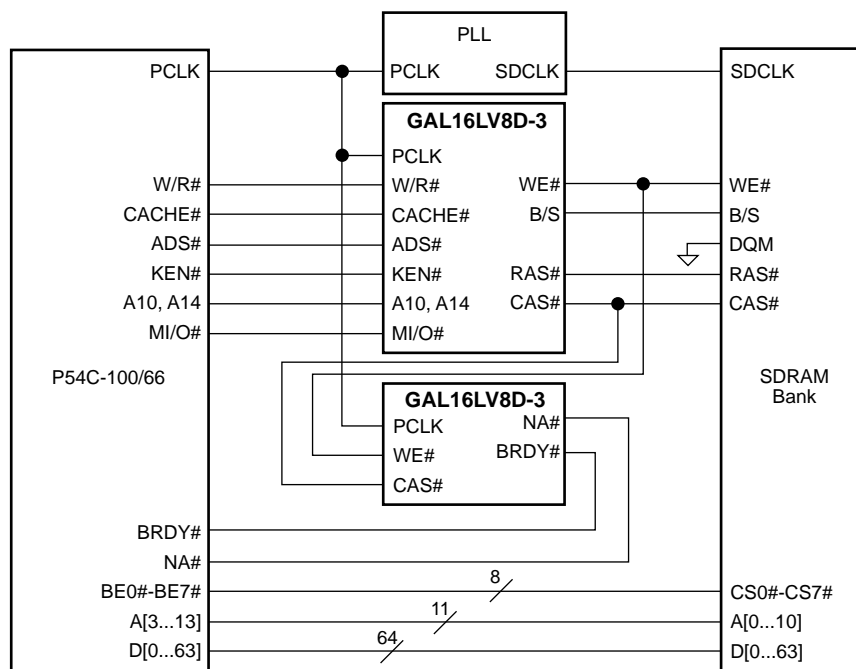 PLL
PCLK
PCLK
SDCLK
SDCLK
GAL16LV8D-3
PCLK
W/R#
W/R#
WE#
WE#
CACHE#
CACHE#
B/S
B/S
ADS#
ADS#
DQM
KEN#
KEN#
RAS#
RAS#
A10, A14
A10, A14
CAS#
CAS#
MI/O#
MI/O#
P54C-100/66
SDRAM
Bank
GAL16LV8D-3
NA#
PCLK
BRDY#
WE#
CAS#
BRDY#
NA#
BE0#-BE7#
8
CS0#-CS7#
A[3...13]
11
A[0...10]
D[0...63]
64
D[0...63]